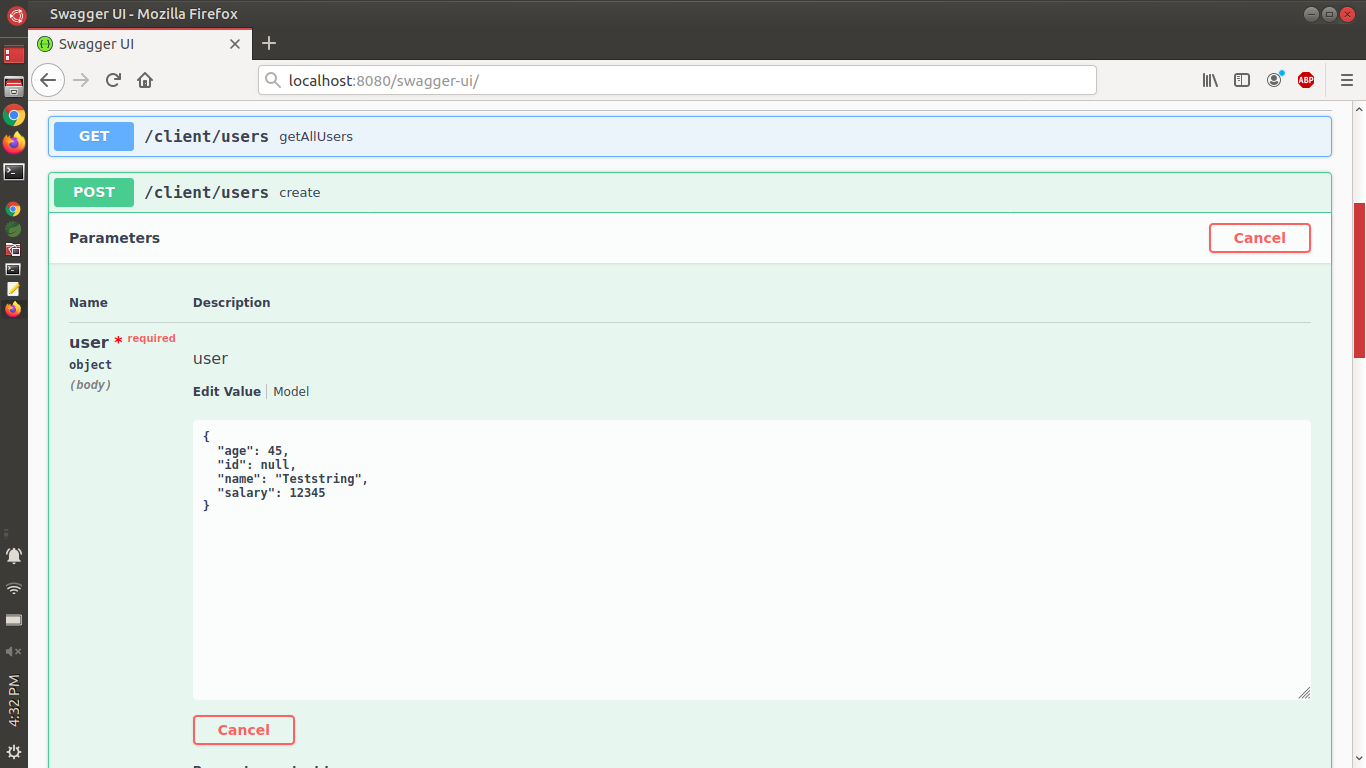 Swagger UI - Mozilla Firefox
Swagger UI
localhost:8080/swagger-ui/
ABP
GET /client/users getAllUsers
POST /client/users create
Parameters Cancel
Name Description
user * required
object
(body)
user
Edit Value Model
{
"age": 45,
"id": null,
"name": "Teststring",
"salary": 12345
}
Cancel
4:32 PM